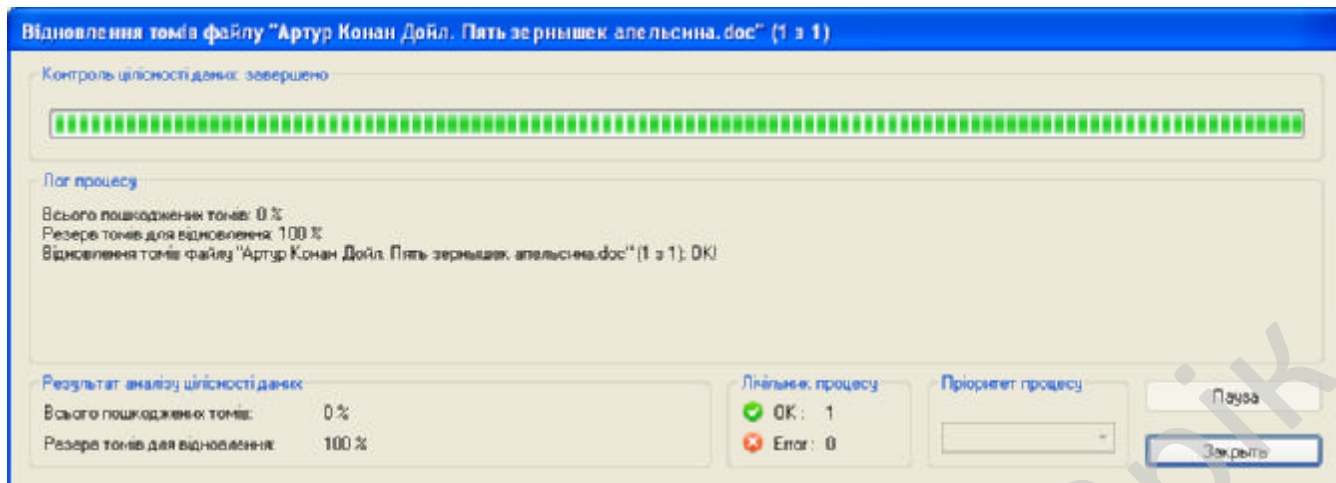 Відновлення томів файлу "Артур Конан Дойл. Пять зернышек апельсина.doc" (1 з 1)
Контроль цілісності даних: завершено
Лог процесу
Всього пошкоджених томів: 0 %
Резерв томів для відновлення: 100 %
Відновлення томів файлу "Артур Конан Дойл. Пять зернышек апельсина.doc" (1 з 1): OK!
Результат аналізу цілісності даних
Всього пошкоджених томів: 0 %
Резерв томів для відновлення: 100 %
Лічильник процесу
OK : 1
Error : 0
Пріоритет процесу
Пауза
Закрыть